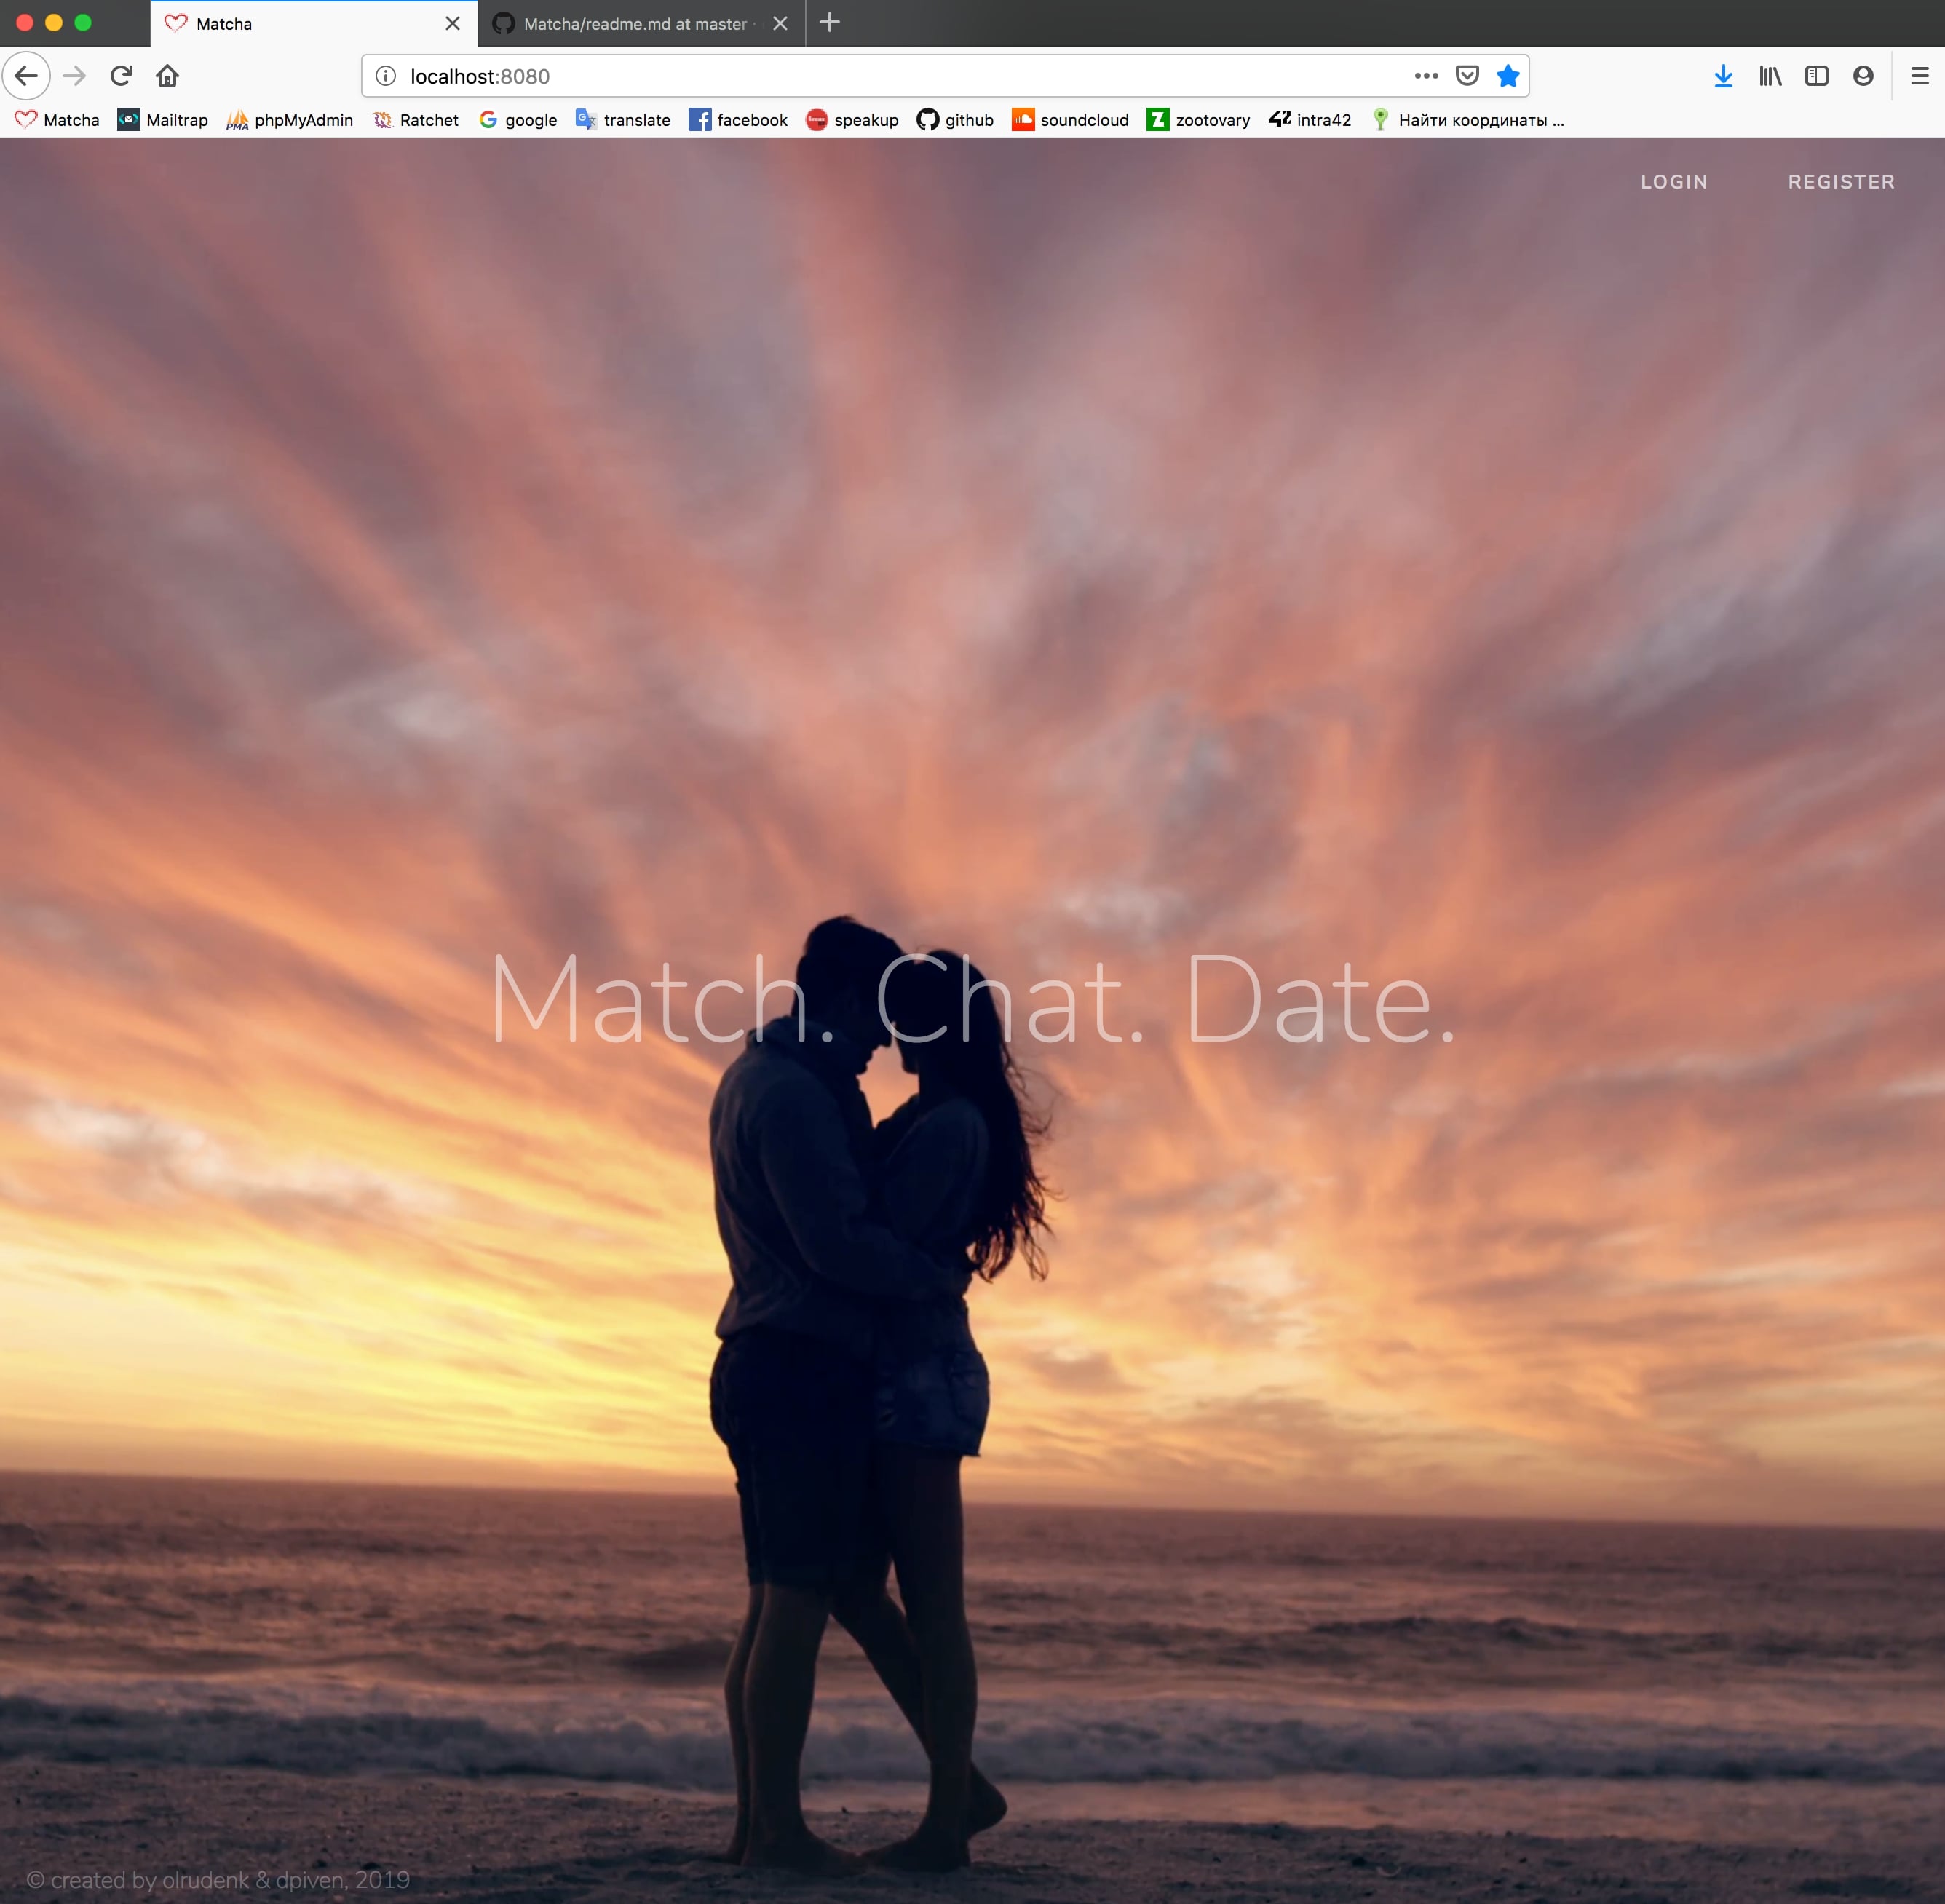 Matcha
Matcha/readme.md at master ·
localhost:8080
Matcha Mailtrap phpMyAdmin Ratchet google translate facebook speakup github soundcloud zootovary intra42 Найти координаты ...
LOGIN REGISTER
Match. Chat. Date.
© created by olrudenk & dpiven, 2019